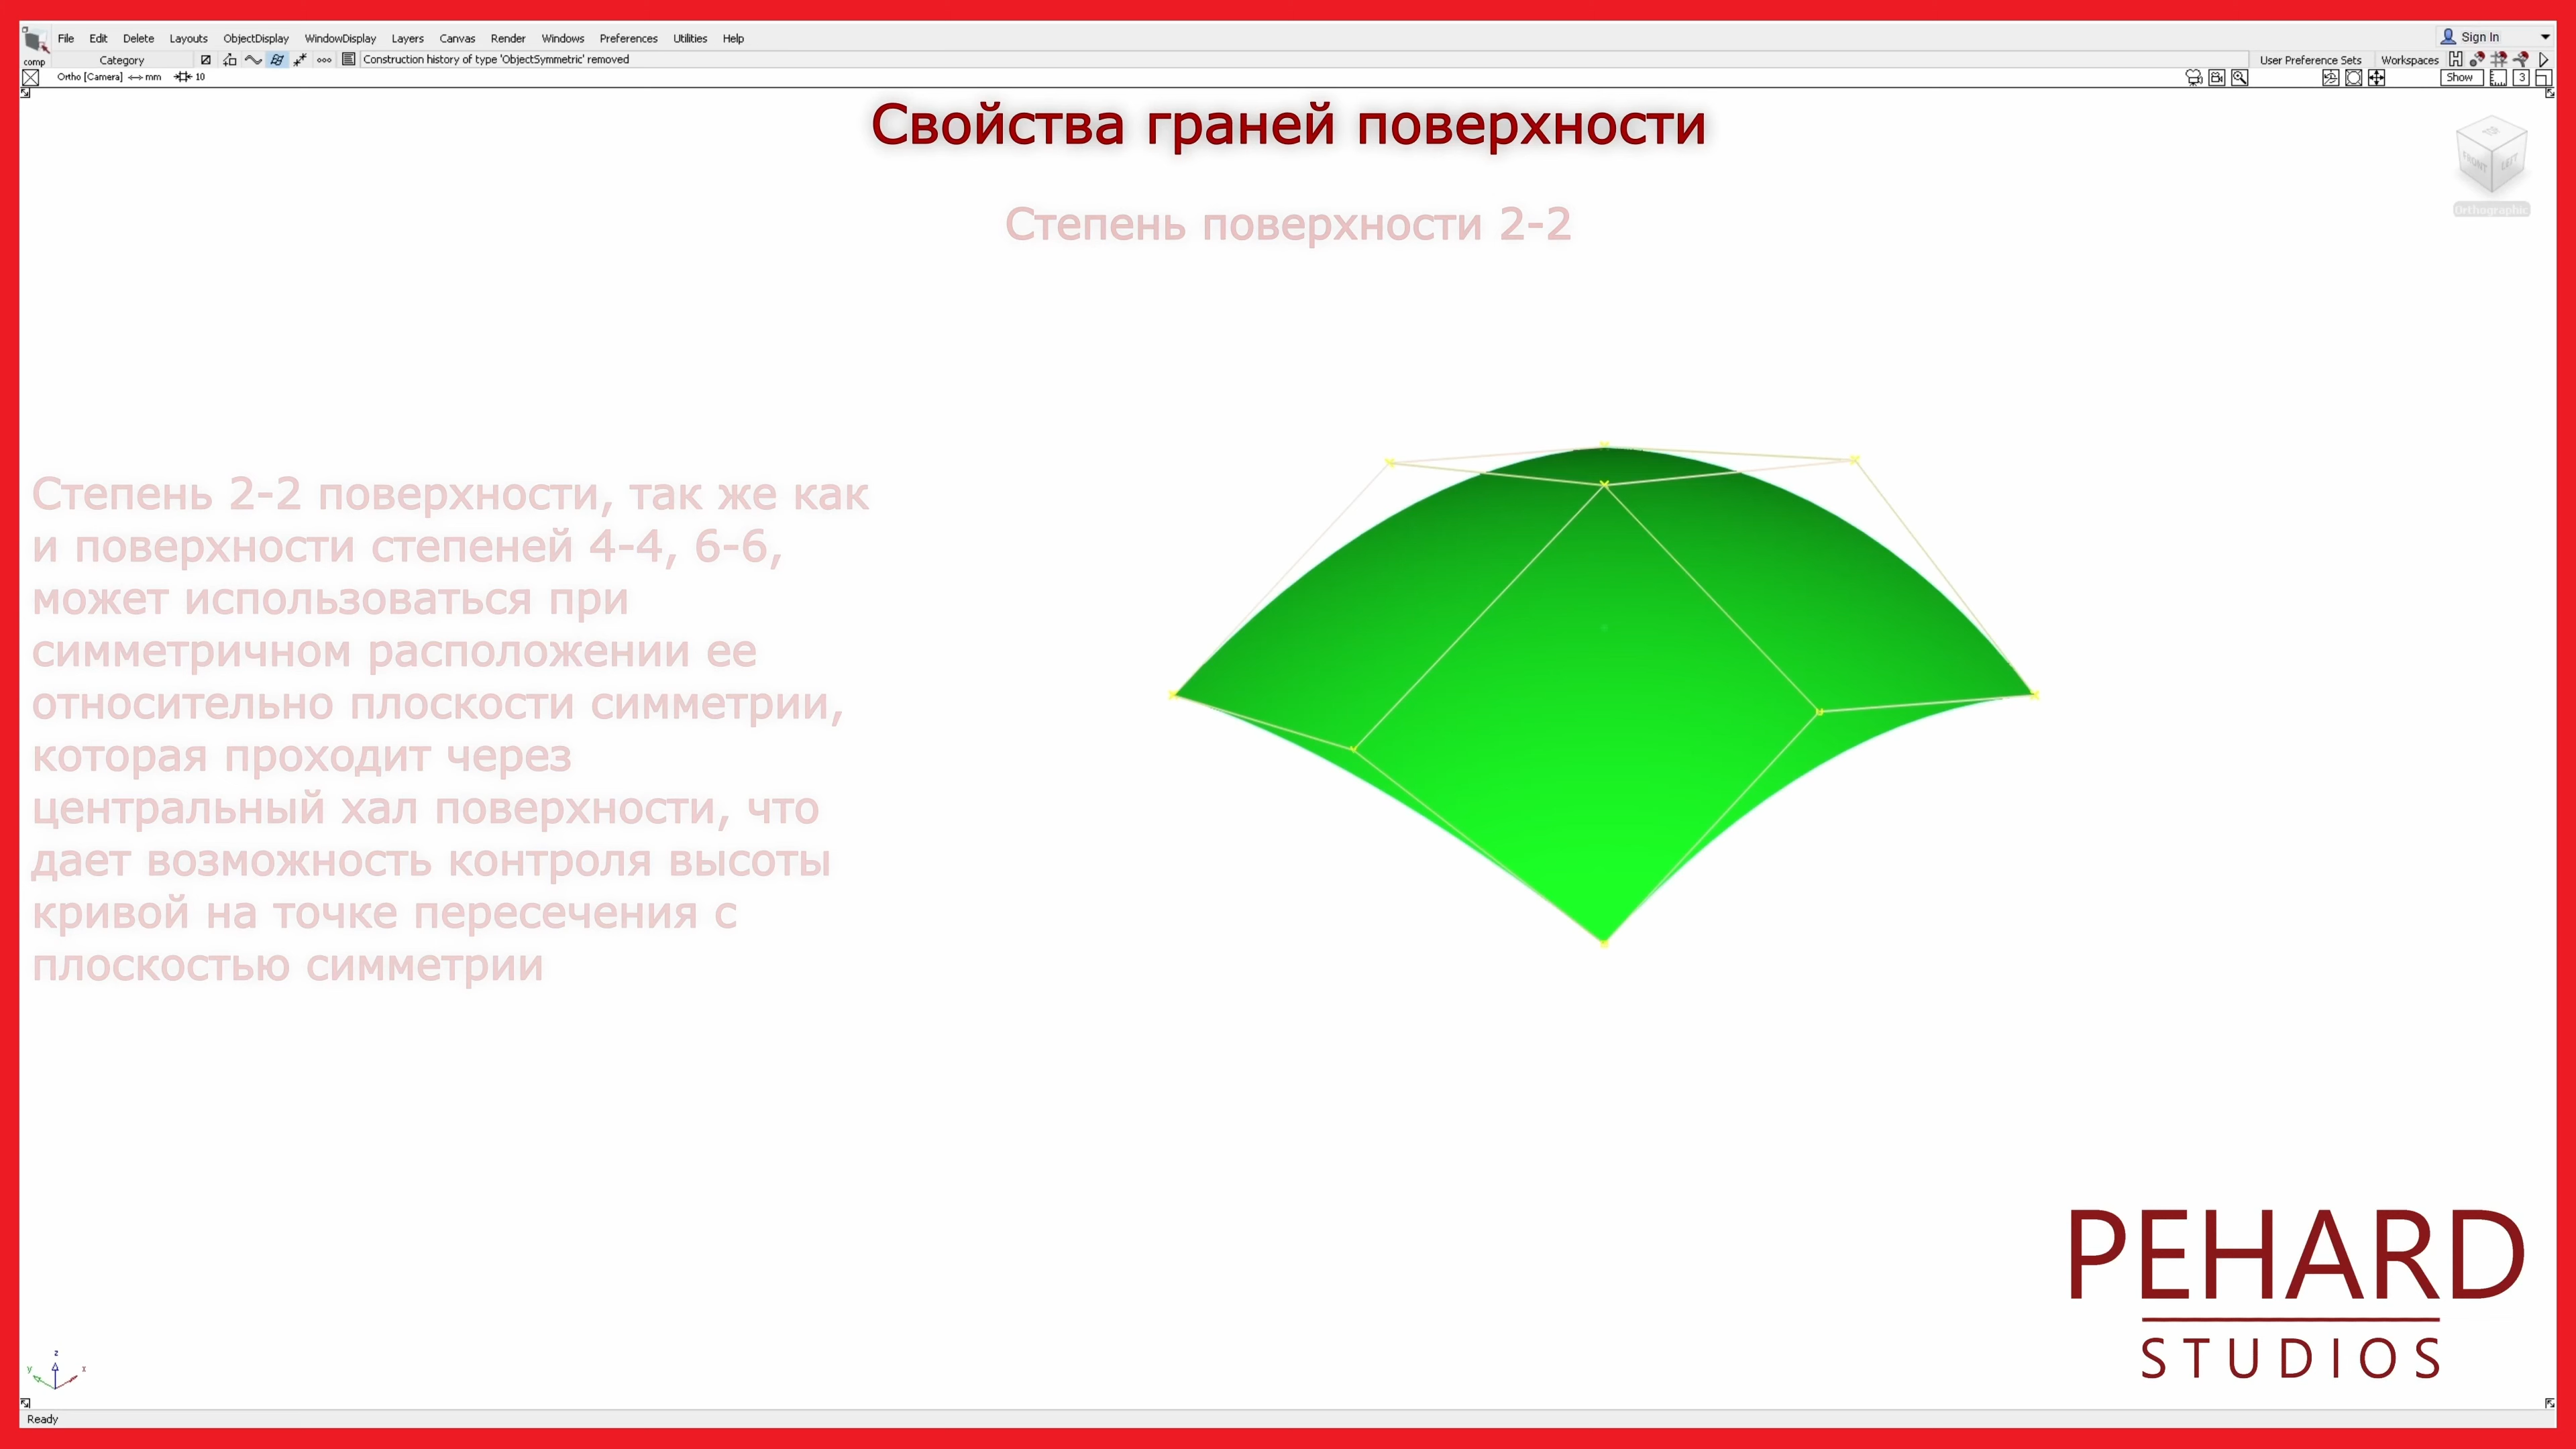 File Edit Delete Layouts ObjectDisplay WindowDisplay Layers Canvas Render Windows Preferences Utilities Help
Sign In
comp
Category
Construction history of type 'ObjectSymmetric' removed
User Preference Sets
Workspaces
Ortho [Camera] mm 10
Show
3
Свойства граней поверхности
FRONT LEFT
Orthographic
Степень поверхности 2-2
Степень 2-2 поверхности, так же как
и поверхности степеней 4-4, 6-6,
может использоваться при
симметричном расположении ее
относительно плоскости симметрии,
которая проходит через
центральный хал поверхности, что
дает возможность контроля высоты
кривой на точке пересечения с
плоскостью симметрии
PEHARD
STUDIOS
z
y x
Ready